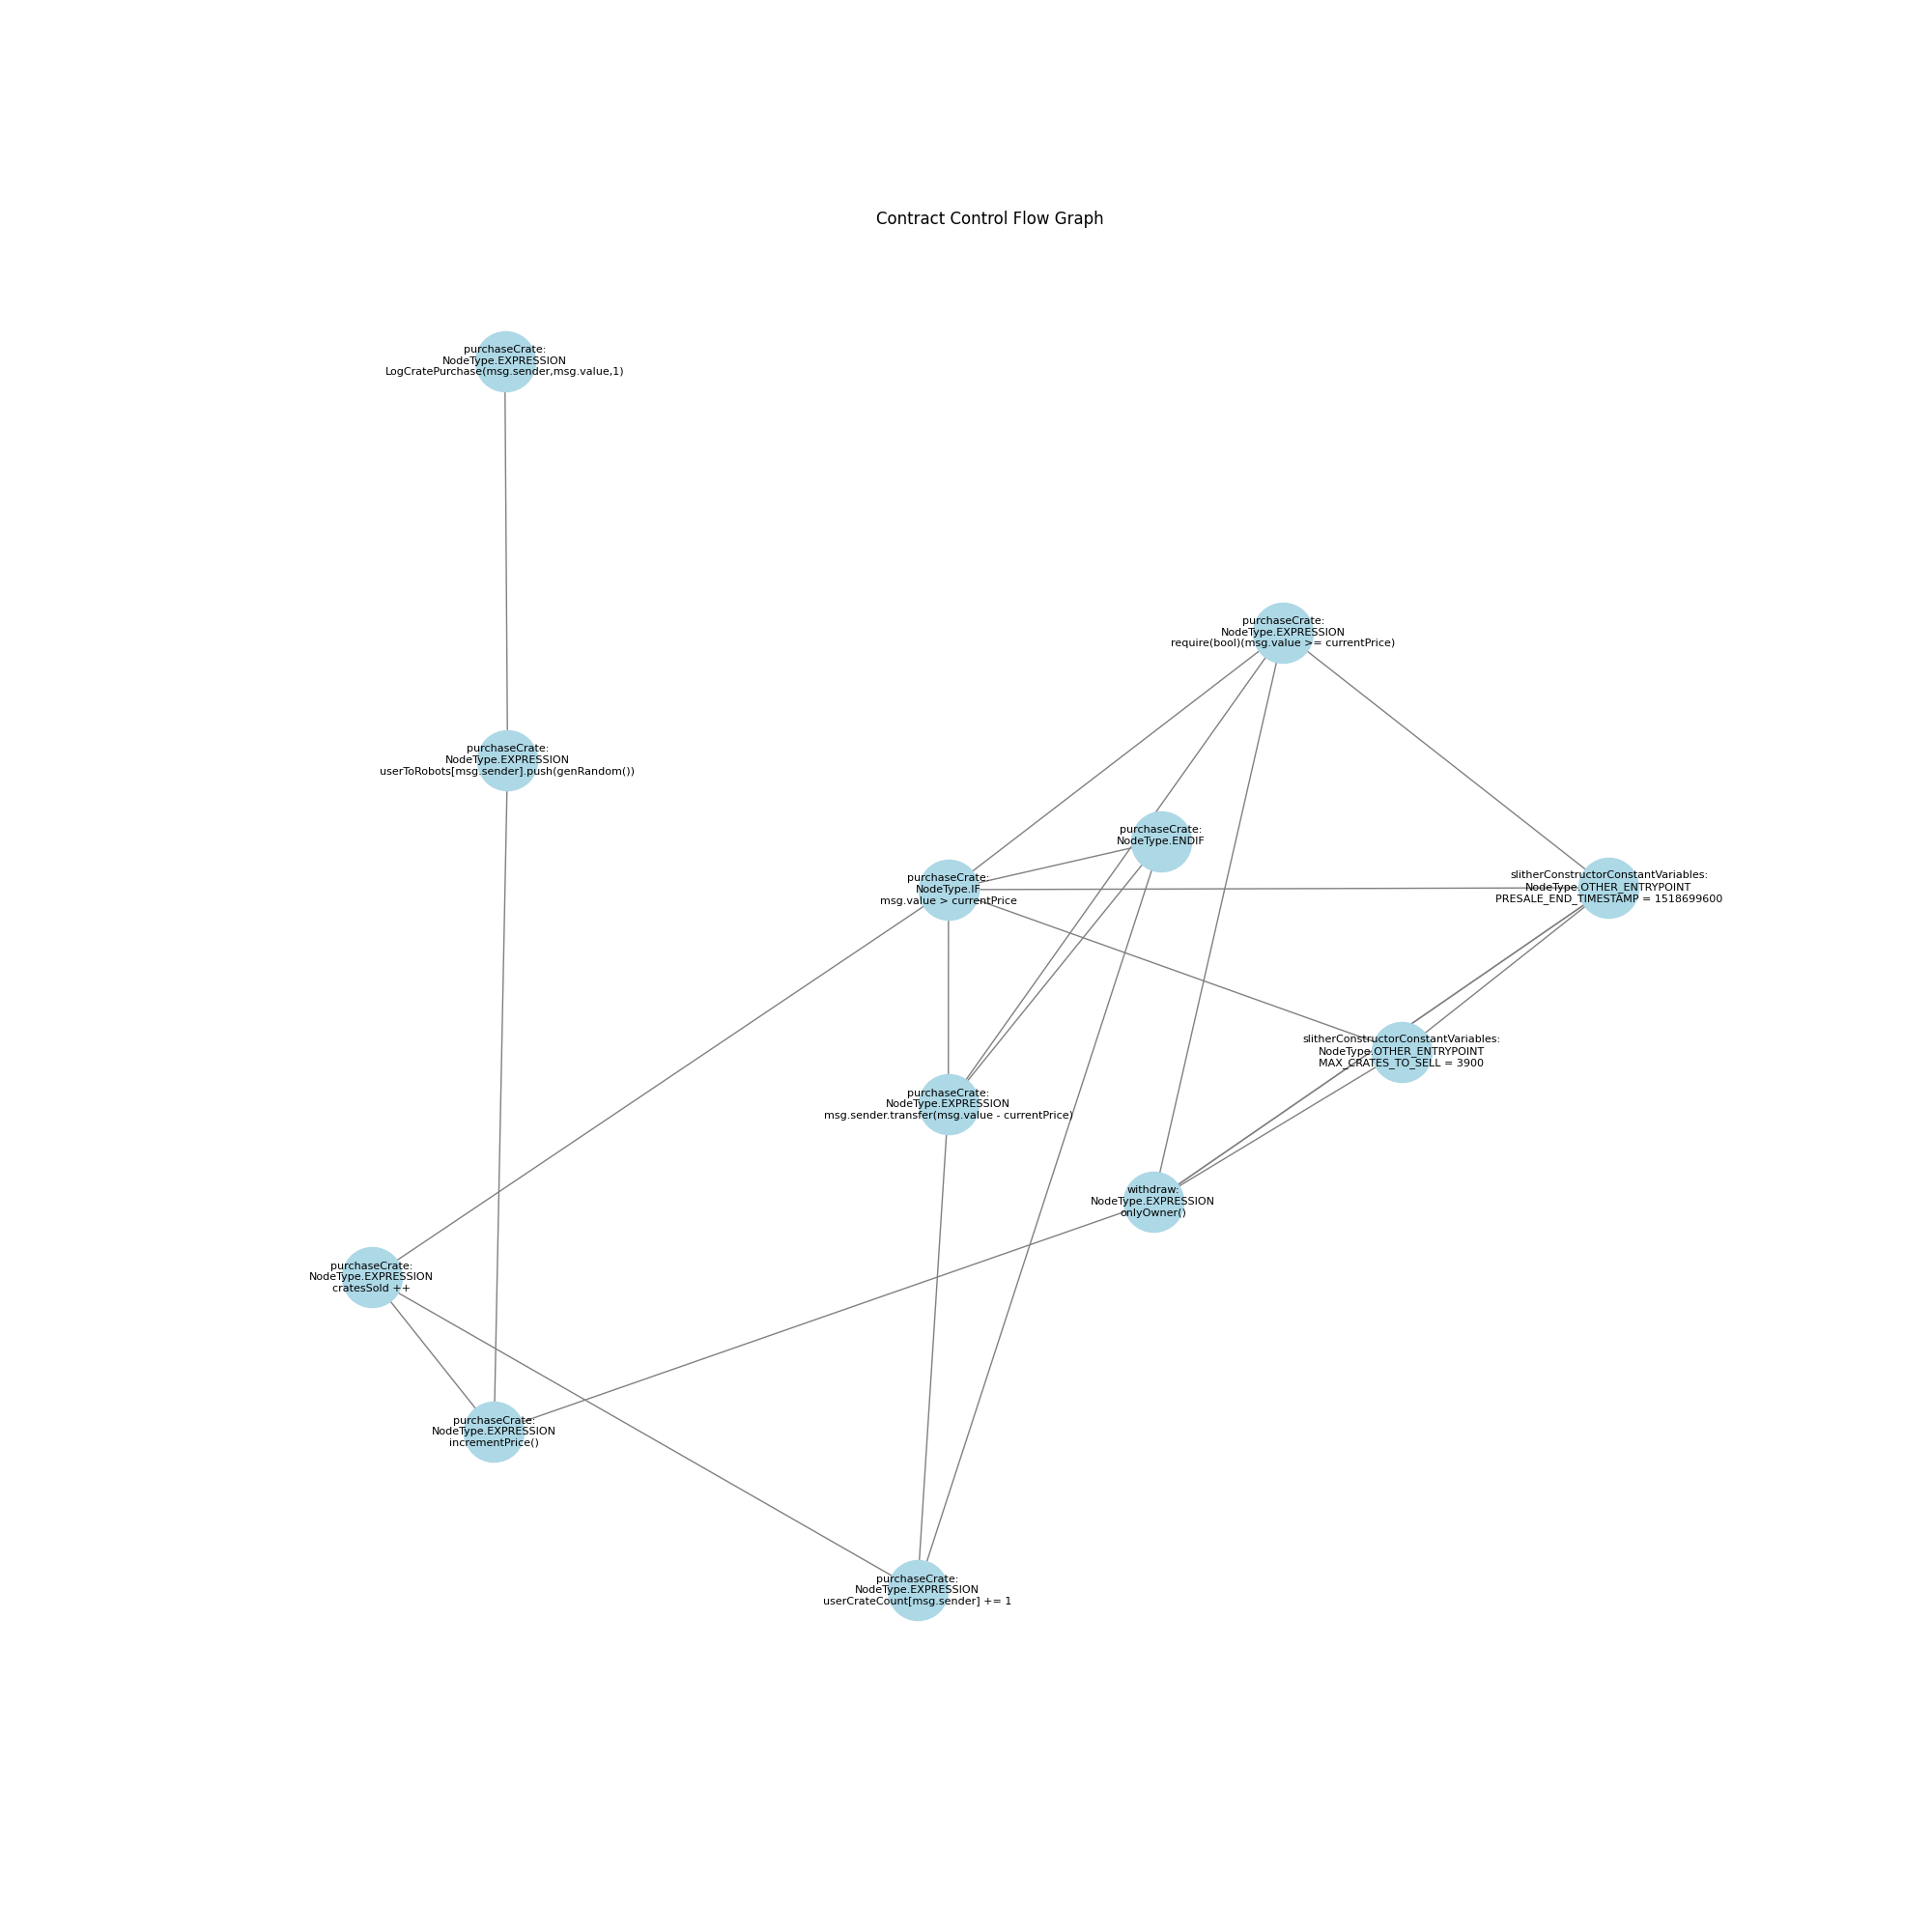 Contract Control Flow Graph
purchaseCrate:
NodeType.EXPRESSION
LogCratePurchase(msg.sender,msg.value,1)
purchaseCrate:
NodeType.EXPRESSION
require(bool)(msg.value >= currentPrice)
purchaseCrate:
NodeType.EXPRESSION
userToRobots[msg.sender].push(genRandom())
purchaseCrate:
NodeType.ENDIF
purchaseCrate:
NodeType.IF
msg.value > currentPrice
slitherConstructorConstantVariables:
NodeType.OTHER_ENTRYPOINT
PRESALE_END_TIMESTAMP = 1518699600
slitherConstructorConstantVariables:
NodeType.OTHER_ENTRYPOINT
MAX_CRATES_TO_SELL = 3900
purchaseCrate:
NodeType.EXPRESSION
msg.sender.transfer(msg.value - currentPrice)
withdraw:
NodeType.EXPRESSION
onlyOwner()
purchaseCrate:
NodeType.EXPRESSION
cratesSold ++
purchaseCrate:
NodeType.EXPRESSION
incrementPrice()
purchaseCrate:
NodeType.EXPRESSION
userCrateCount[msg.sender] += 1